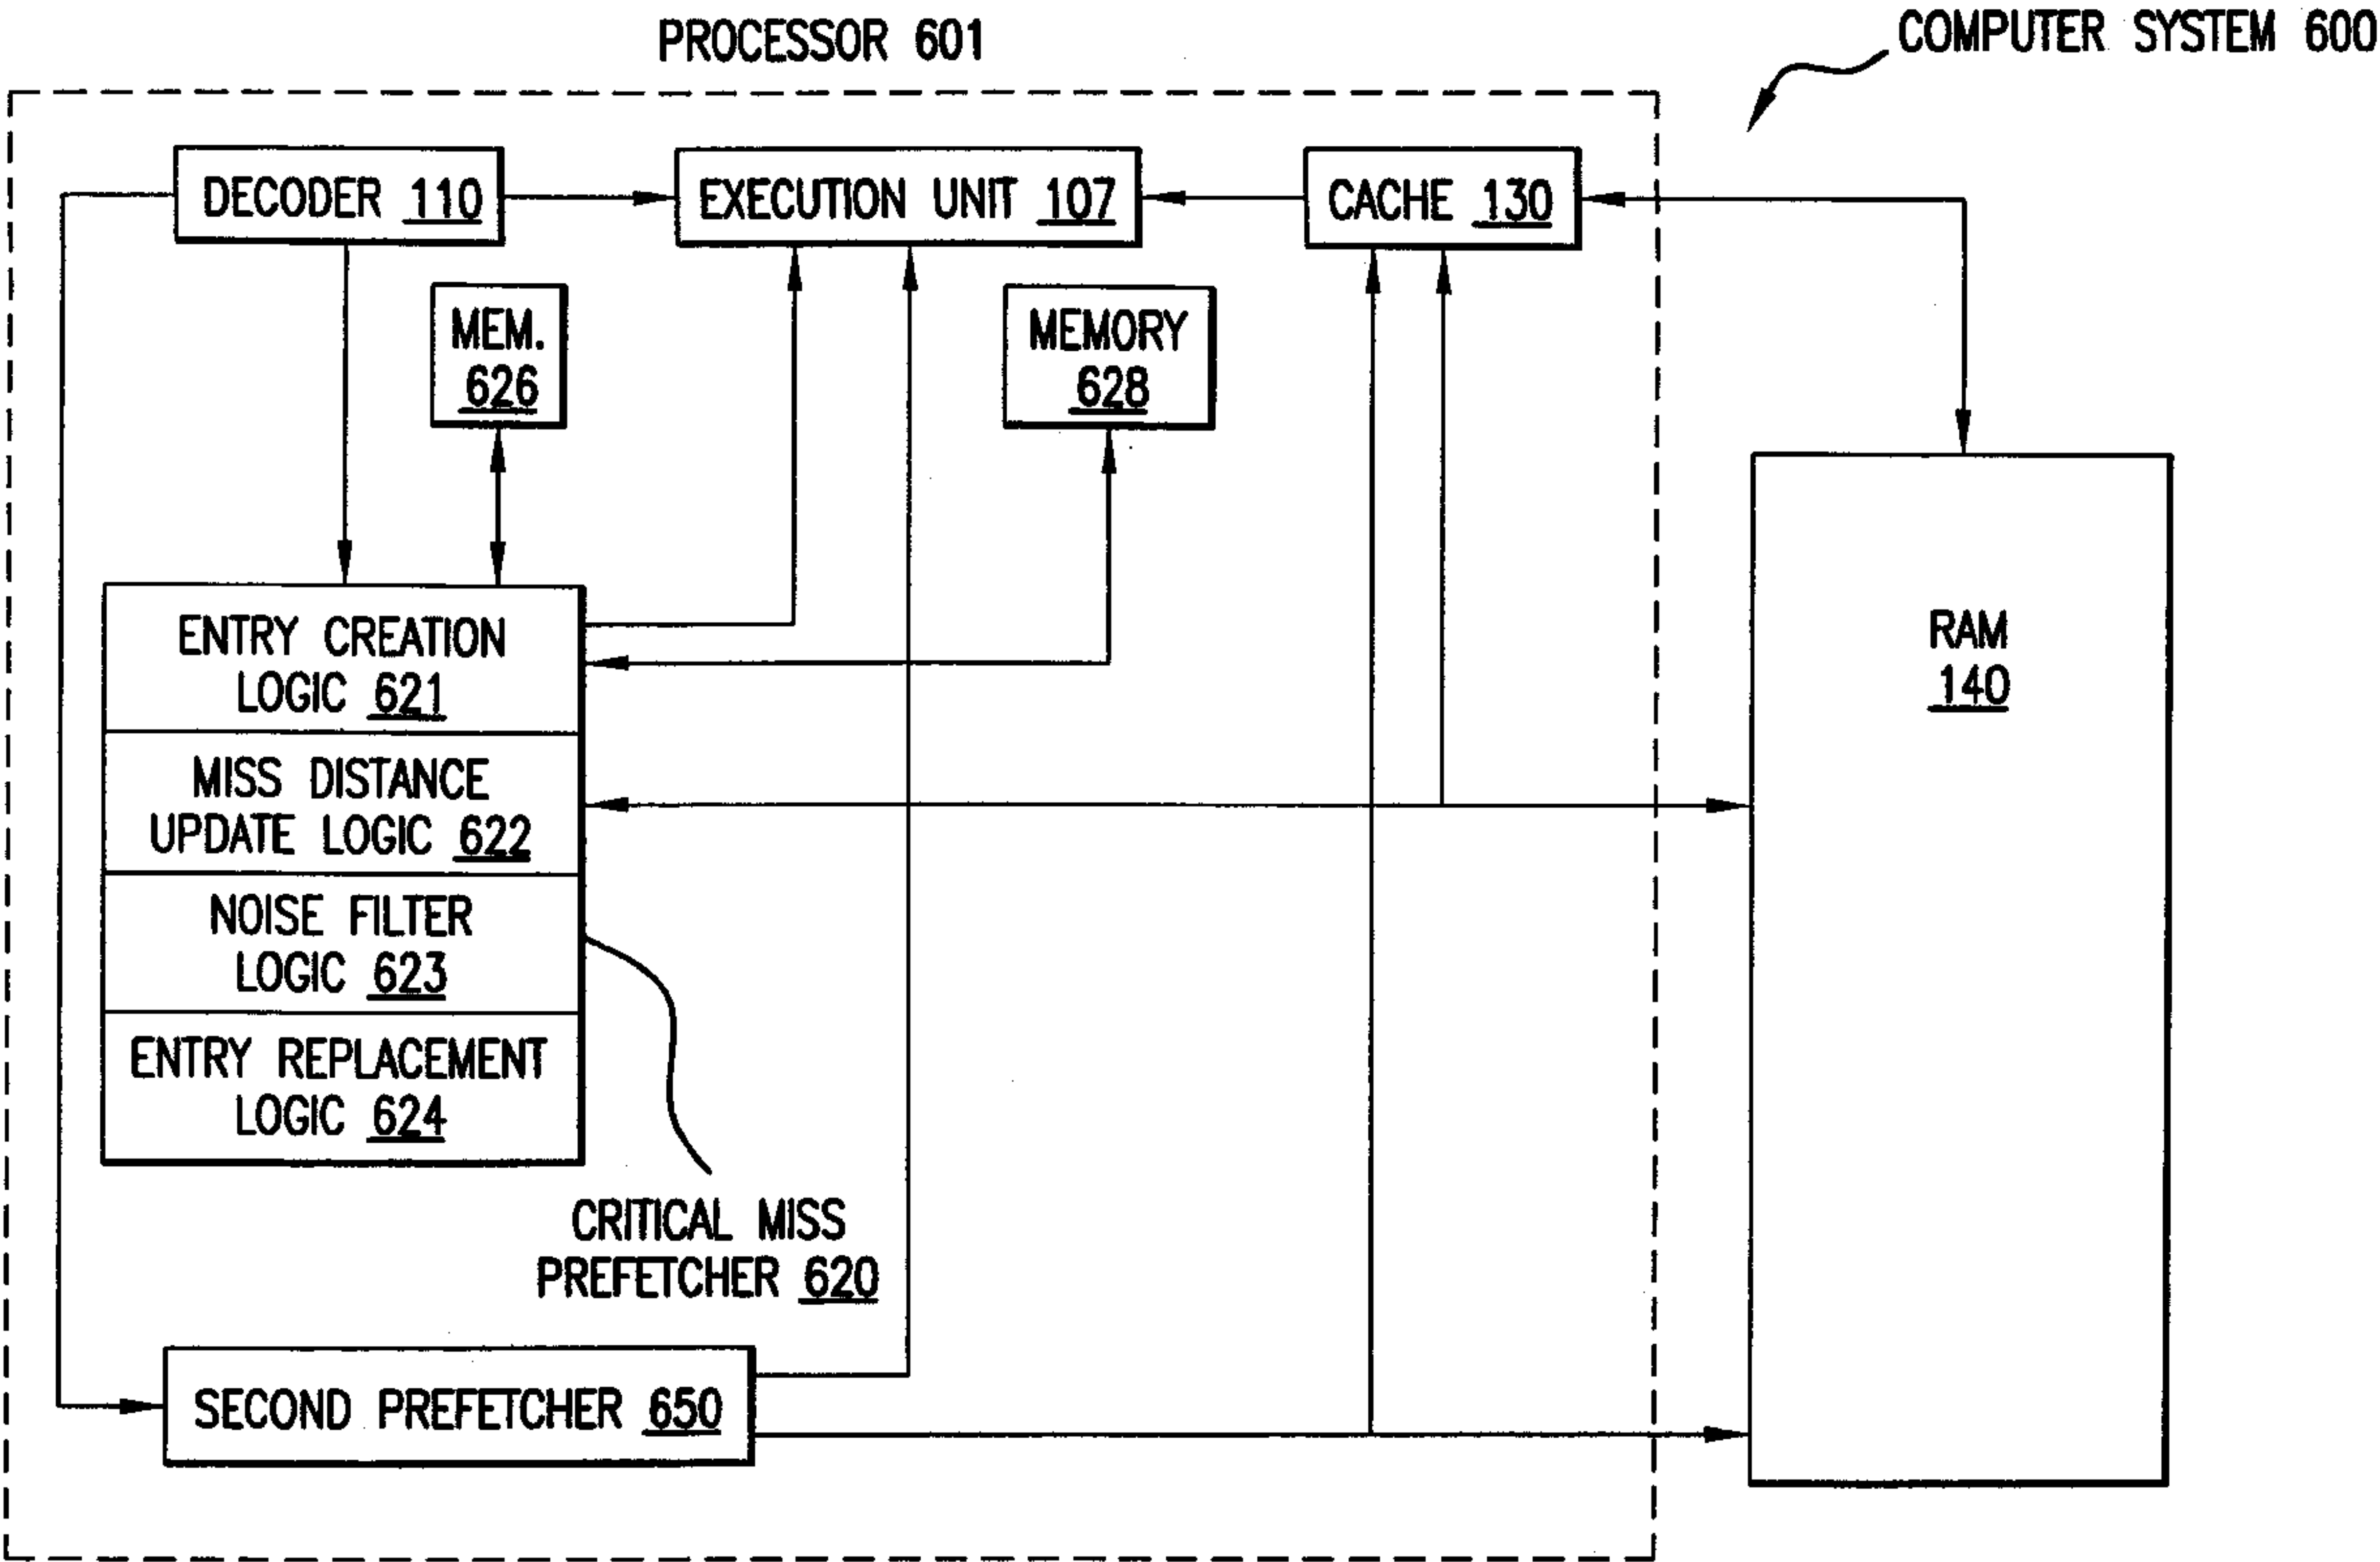 PROCESSOR 601
COMPUTER SYSTEM 600
DECODER 110
EXECUTION UNIT 107
CACHE 130
MEM.
626
MEMORY
628
ENTRY CREATION
LOGIC 621
MISS DISTANCE
UPDATE LOGIC 622
NOISE FILTER
LOGIC 623
ENTRY REPLACEMENT
LOGIC 624
RAM
140
CRITICAL MISS
PREFETCHER 620
SECOND PREFETCHER 650